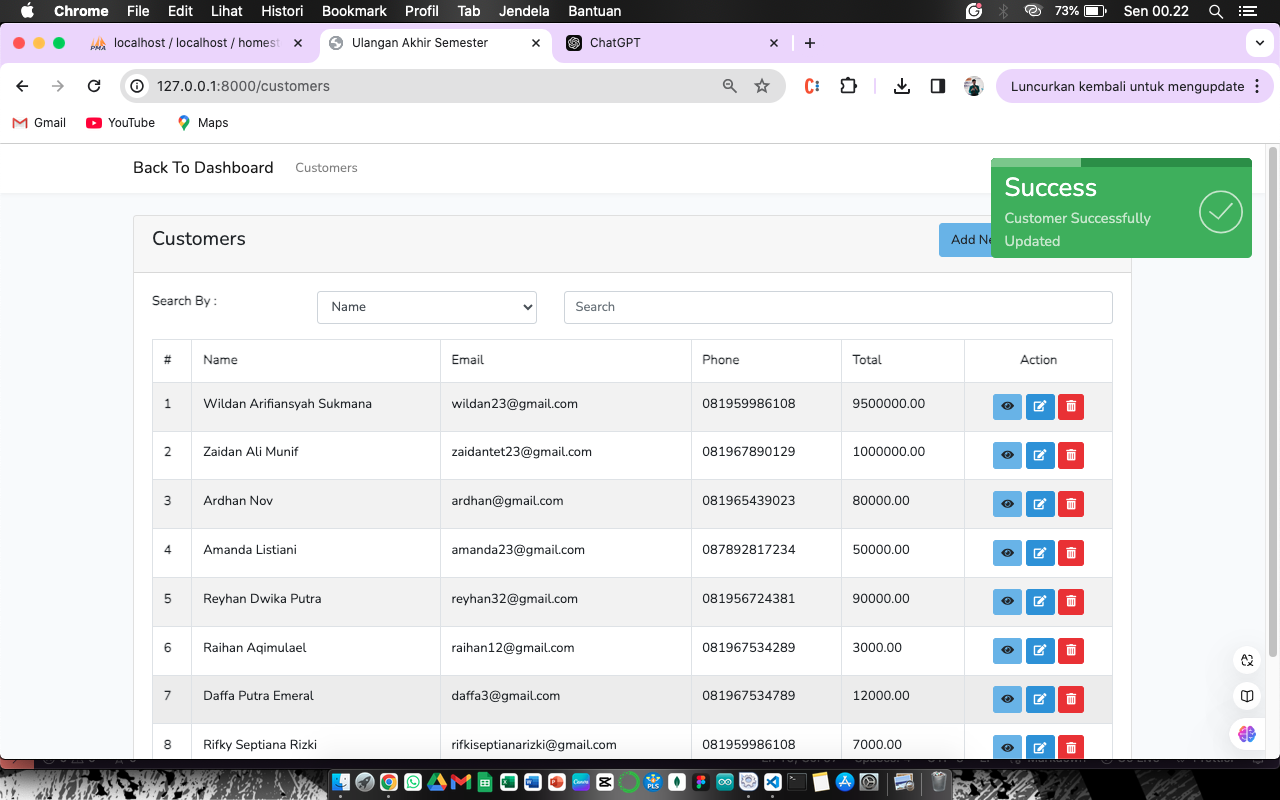 Chrome File Edit Lihat Histori Bookmark Profil Tab Jendela Bantuan 73% Sen 00.22
localhost / localhost / homest Ulangan Akhir Semester ChatGPT
127.0.0.1:8000/customers Luncurkan kembali untuk mengupdate
Gmail YouTube Maps
Back To Dashboard Customers
Success
Customer Successfully
Updated
Customers Add Ne
Search By : Name Search
# Name Email Phone Total Action
1 Wildan Arifiansyah Sukmana wildan23@gmail.com 081959986108 9500000.00
2 Zaidan Ali Munif zaidantet23@gmail.com 081967890129 1000000.00
3 Ardhan Nov ardhan@gmail.com 081965439023 80000.00
4 Amanda Listiani amanda23@gmail.com 087892817234 50000.00
5 Reyhan Dwika Putra reyhan32@gmail.com 081956724381 90000.00
6 Raihan Aqimulael raihan12@gmail.com 081967534289 3000.00
7 Daffa Putra Emeral daffa3@gmail.com 081967534789 12000.00
8 Rifky Septiana Rizki rifkiseptianarizki@gmail.com 081959986108 7000.00